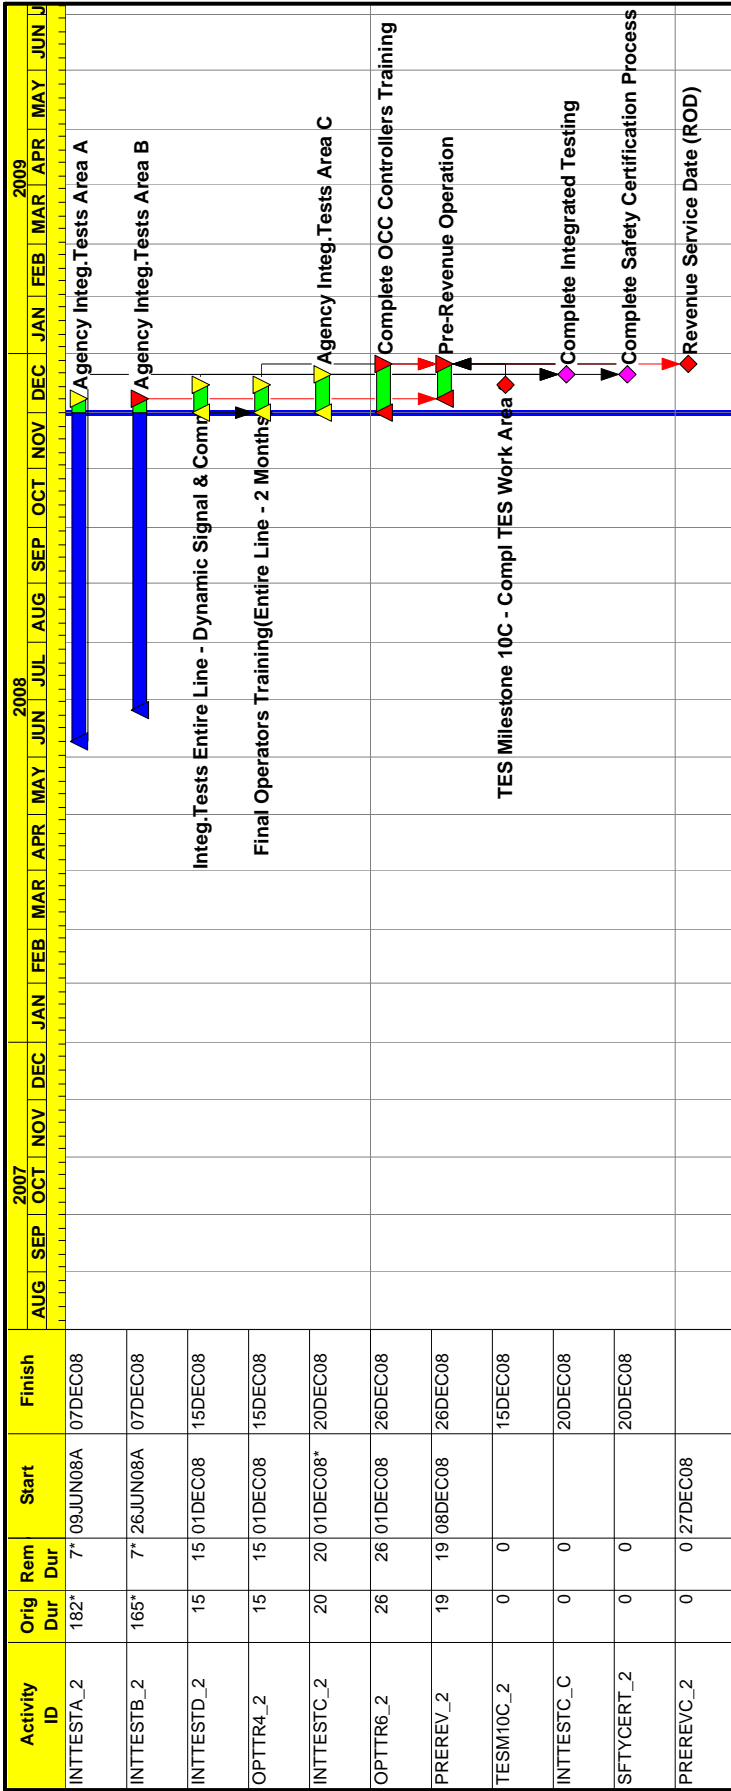 Activity ID Orig Dur Rem Dur Start Finish
2007 2008 2009
AUG SEP OCT NOV DEC JAN FEB MAR APR MAY JUN JUL AUG SEP OCT NOV DEC JAN FEB MAR APR MAY JUN J
INTTESTA_2 182* 7* 09JUN08A 07DEC08 Agency Integ.Tests Area A
INTTESTB_2 165* 7* 26JUN08A 07DEC08 Agency Integ.Tests Area B
INTTESTD_2 15 15 01DEC08 15DEC08 Integ.Tests Entire Line - Dynamic Signal & Comm
OPTTR4_2 15 15 01DEC08 15DEC08 Final Operators Training(Entire Line - 2 Months
INTTESTC_2 20 20 01DEC08* 20DEC08 Agency Integ.Tests Area C
OPTTR6_2 26 26 01DEC08 26DEC08 Complete OCC Controllers Training
PREREV_2 19 19 08DEC08 26DEC08 Pre-Revenue Operation
TESM10C_2 0 0 15DEC08 TES Milestone 10C - Compl TES Work Area
INTTESTC_C 0 0 20DEC08 Complete Integrated Testing
SFTYCERT_2 0 0 20DEC08 Complete Safety Certification Process
PREREVC_2 0 0 27DEC08 Revenue Service Date (ROD)